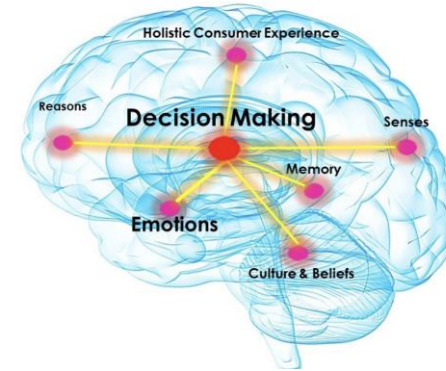 Holistic Consumer Experience
Reasons
Decision Making
Senses
Memory
Emotions
Culture & Beliefs